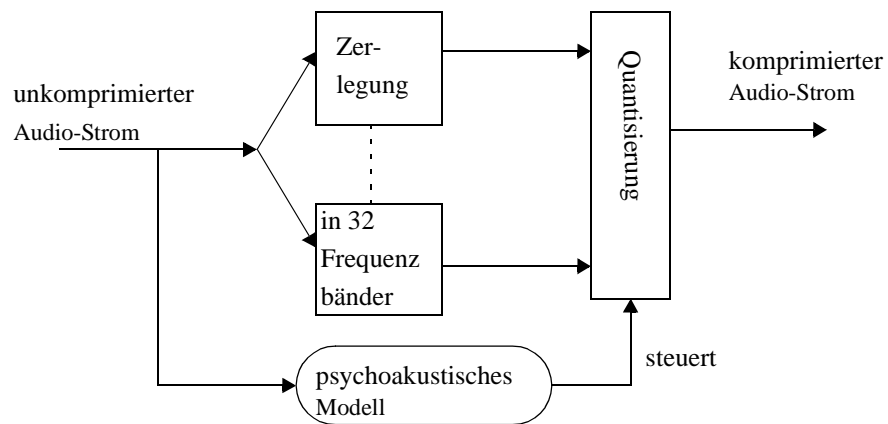 unkomprimierter
Audio-Strom
Zer-
legung
in 32
Frequenz
bänder
psychoakustisches
Modell
steuert
Quantisierung
komprimierter
Audio-Strom